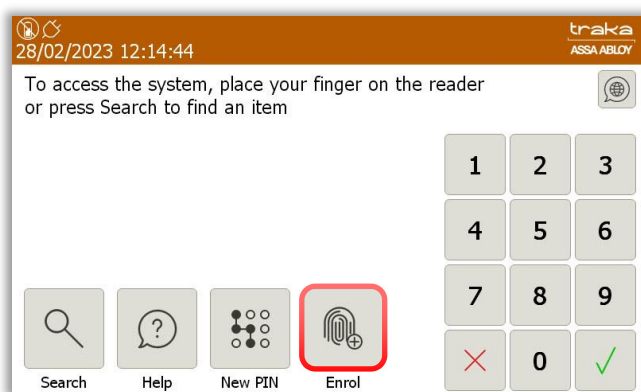 28/02/2023 12:14:44
traka
ASSA ABLOY
To access the system, place your finger on the reader
or press Search to find an item
1 2 3
4 5 6
7 8 9
0
Search Help New PIN Enrol